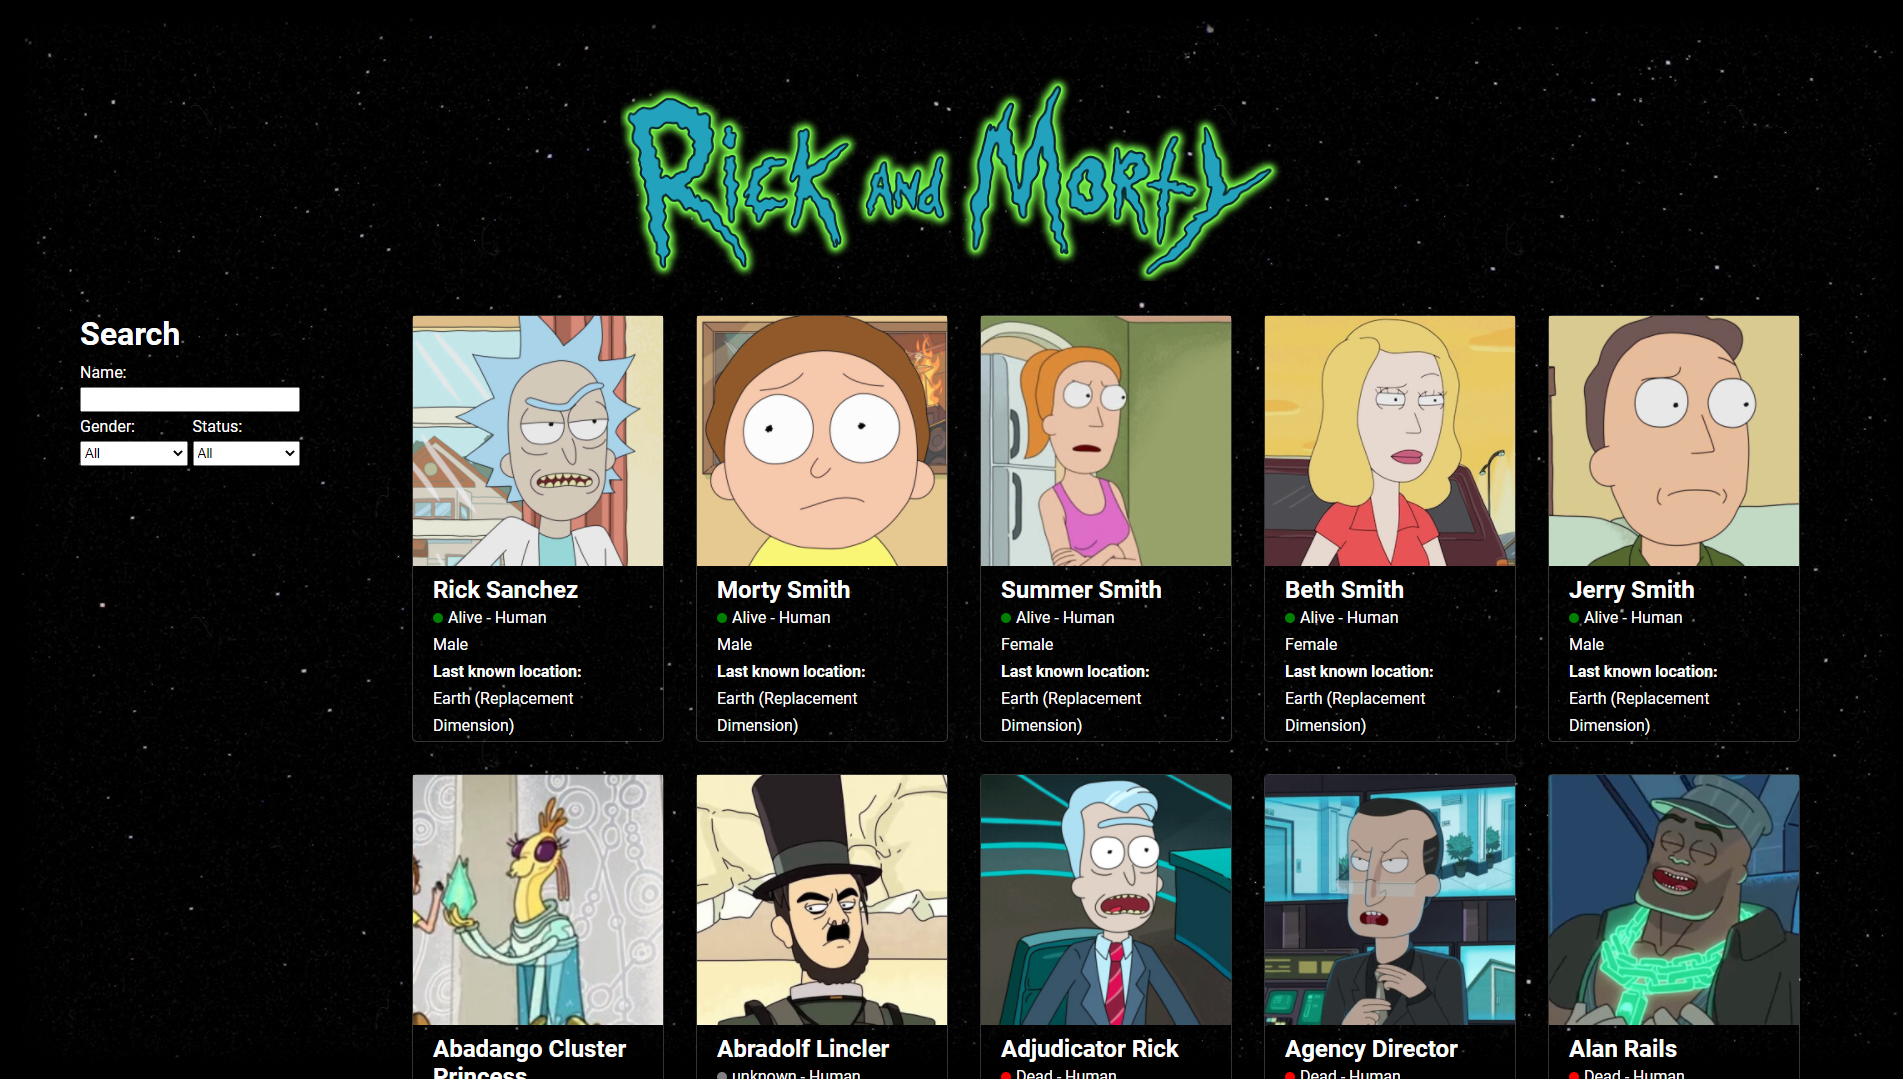 Rick and Morty
Search
Name:
Gender: Status:
All All
Rick Sanchez
Alive - Human
Male
Last known location:
Earth (Replacement
Dimension)
Morty Smith
Alive - Human
Male
Last known location:
Earth (Replacement
Dimension)
Summer Smith
Alive - Human
Female
Last known location:
Earth (Replacement
Dimension)
Beth Smith
Alive - Human
Female
Last known location:
Earth (Replacement
Dimension)
Jerry Smith
Alive - Human
Male
Last known location:
Earth (Replacement
Dimension)
Abadango Cluster
Princess
Abradolf Lincler
unknown - Human
Adjudicator Rick
Dead - Human
Agency Director
Dead - Human
Alan Rails
Dead - Human